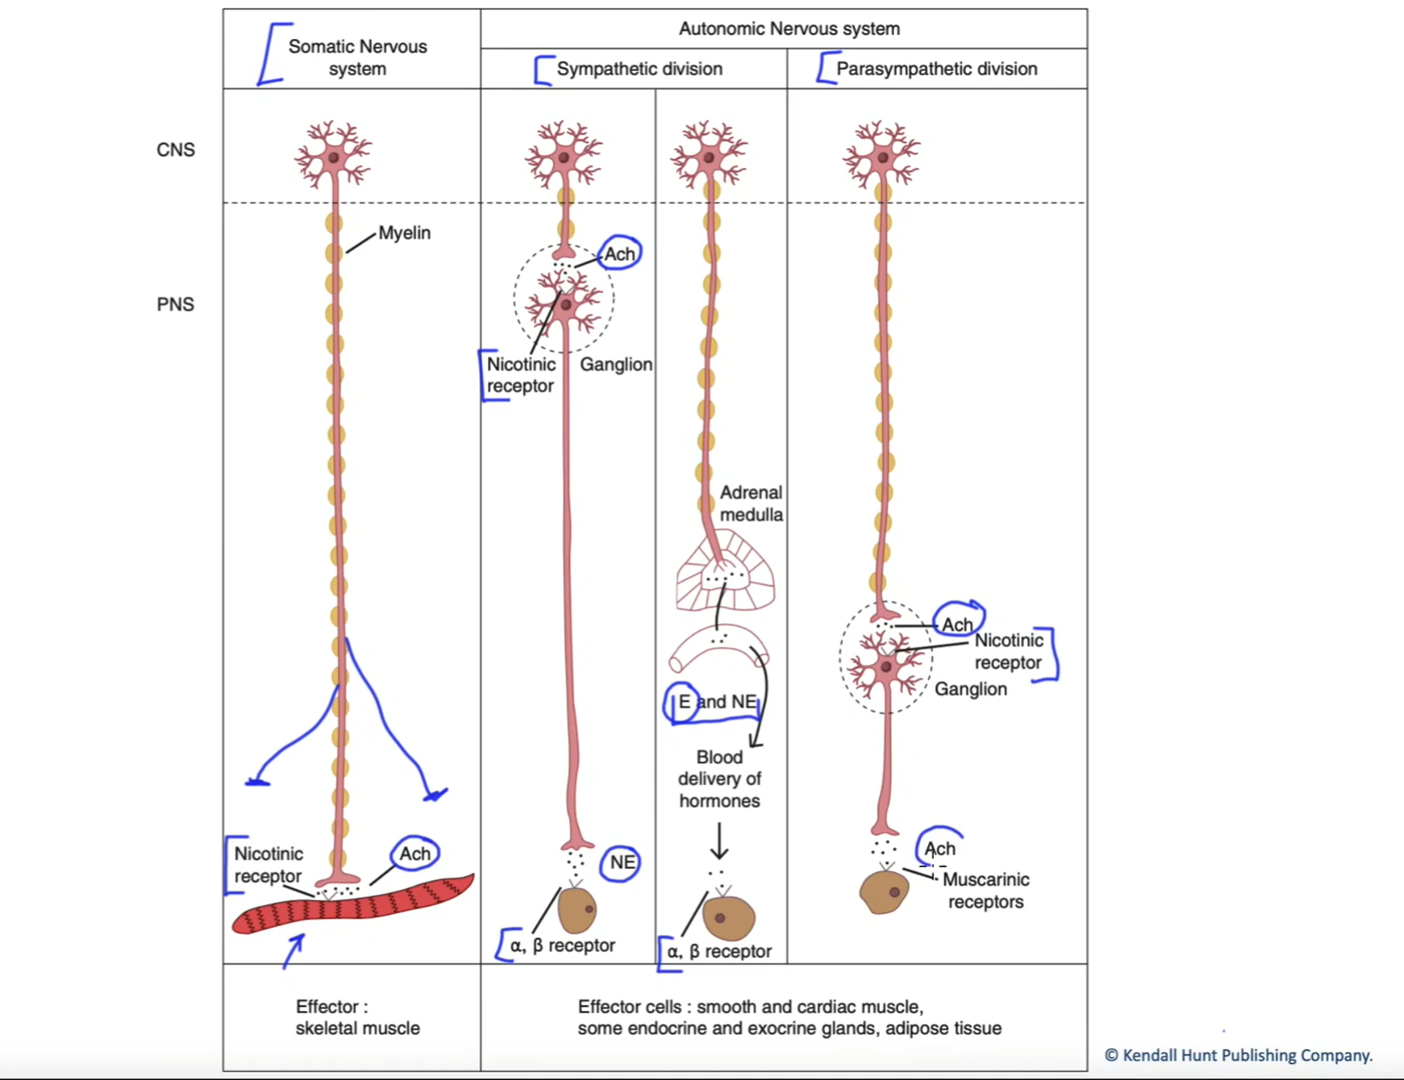 Autonomic Nervous system
Somatic Nervous
system
Sympathetic division
Parasympathetic division
CNS
PNS
Myelin
Nicotinic
receptor
Ach
Ach
Nicotinic
receptor
Ganglion
NE
α, β receptor
Adrenal
medulla
E and NE
Blood
delivery of
hormones
α, β receptor
Ach
Nicotinic
receptor
Ganglion
Ach
Muscarinic
receptors
Effector :
skeletal muscle
Effector cells : smooth and cardiac muscle,
some endocrine and exocrine glands, adipose tissue
© Kendall Hunt Publishing Company.